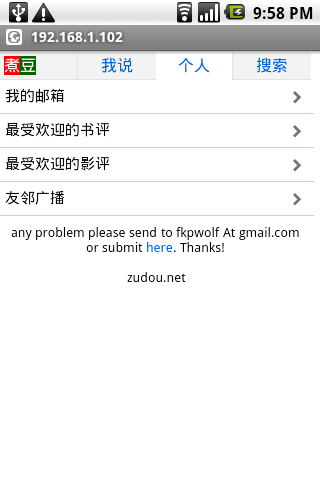 9:58 PM
192.168.1.102
煮豆 我说 个人 搜索
我的邮箱
最受欢迎的书评
最受欢迎的影评
友邻广播
any problem please send to fkpwolf At gmail.com
or submit here. Thanks!
zudou.net